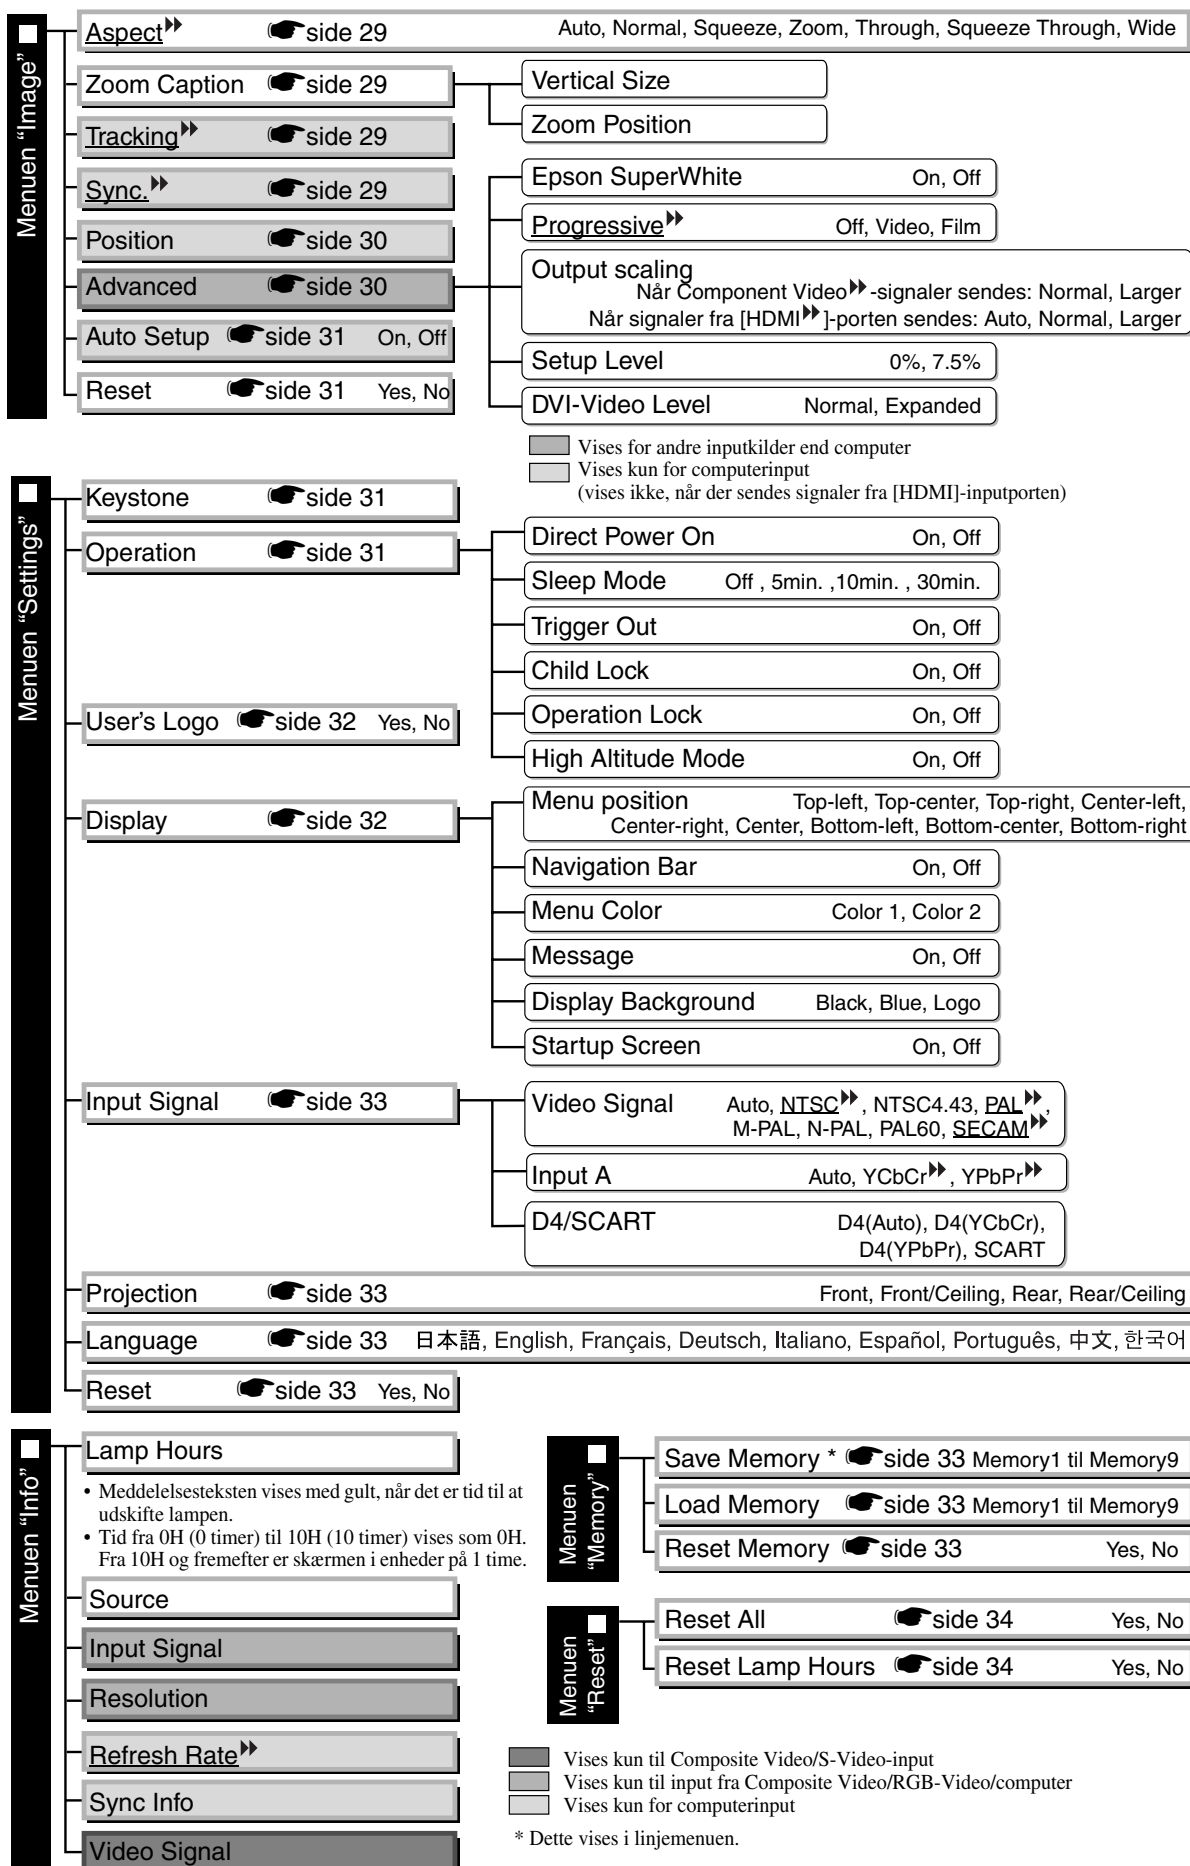 Menuen “Image”
Aspect side 29 Auto, Normal, Squeeze, Zoom, Through, Squeeze Through, Wide
Zoom Caption side 29
Vertical Size
Zoom Position
Tracking side 29
Sync. side 29
Position side 30
Advanced side 30
Epson SuperWhite On, Off
Progressive Off, Video, Film
Output scaling
Når Component Video -signaler sendes: Normal, Larger
Når signaler fra [HDMI ]-porten sendes: Auto, Normal, Larger
Setup Level 0%, 7.5%
DVI-Video Level Normal, Expanded
Auto Setup side 31 On, Off
Reset side 31 Yes, No
Vises for andre inputkilder end computer
Vises kun for computerinput
(vises ikke, når der sendes signaler fra [HDMI]-inputporten)
Menuen “Settings”
Keystone side 31
Operation side 31
Direct Power On On, Off
Sleep Mode Off , 5min. ,10min. , 30min.
Trigger Out On, Off
Child Lock On, Off
Operation Lock On, Off
High Altitude Mode On, Off
User’s Logo side 32 Yes, No
Display side 32
Menu position Top-left, Top-center, Top-right, Center-left,
Center-right, Center, Bottom-left, Bottom-center, Bottom-right
Navigation Bar On, Off
Menu Color Color 1, Color 2
Message On, Off
Display Background Black, Blue, Logo
Startup Screen On, Off
Input Signal side 33
Video Signal Auto, NTSC , NTSC4.43, PAL ,
M-PAL, N-PAL, PAL60, SECAM
Input A Auto, YCbCr , YPbPr
D4/SCART D4(Auto), D4(YCbCr),
D4(YPbPr), SCART
Projection side 33 Front, Front/Ceiling, Rear, Rear/Ceiling
Language side 33 日本語, English, Français, Deutsch, Italiano, Español, Português, 中文, 한국어
Reset side 33 Yes, No
Menuen “Info”
Lamp Hours
• Meddelelsesteksten vises med gult, når det er tid til at
udskifte lampen.
• Tid fra 0H (0 timer) til 10H (10 timer) vises som 0H.
Fra 10H og fremefter er skærmen i enheder på 1 time.
Source
Input Signal
Resolution
Refresh Rate
Sync Info
Video Signal
Menuen
“Memory”
Save Memory * side 33 Memory1 til Memory9
Load Memory side 33 Memory1 til Memory9
Reset Memory side 33 Yes, No
Menuen
“Reset”
Reset All side 34 Yes, No
Reset Lamp Hours side 34 Yes, No
Vises kun til Composite Video/S-Video-input
Vises kun til input fra Composite Video/RGB-Video/computer
Vises kun for computerinput
* Dette vises i linjemenuen.